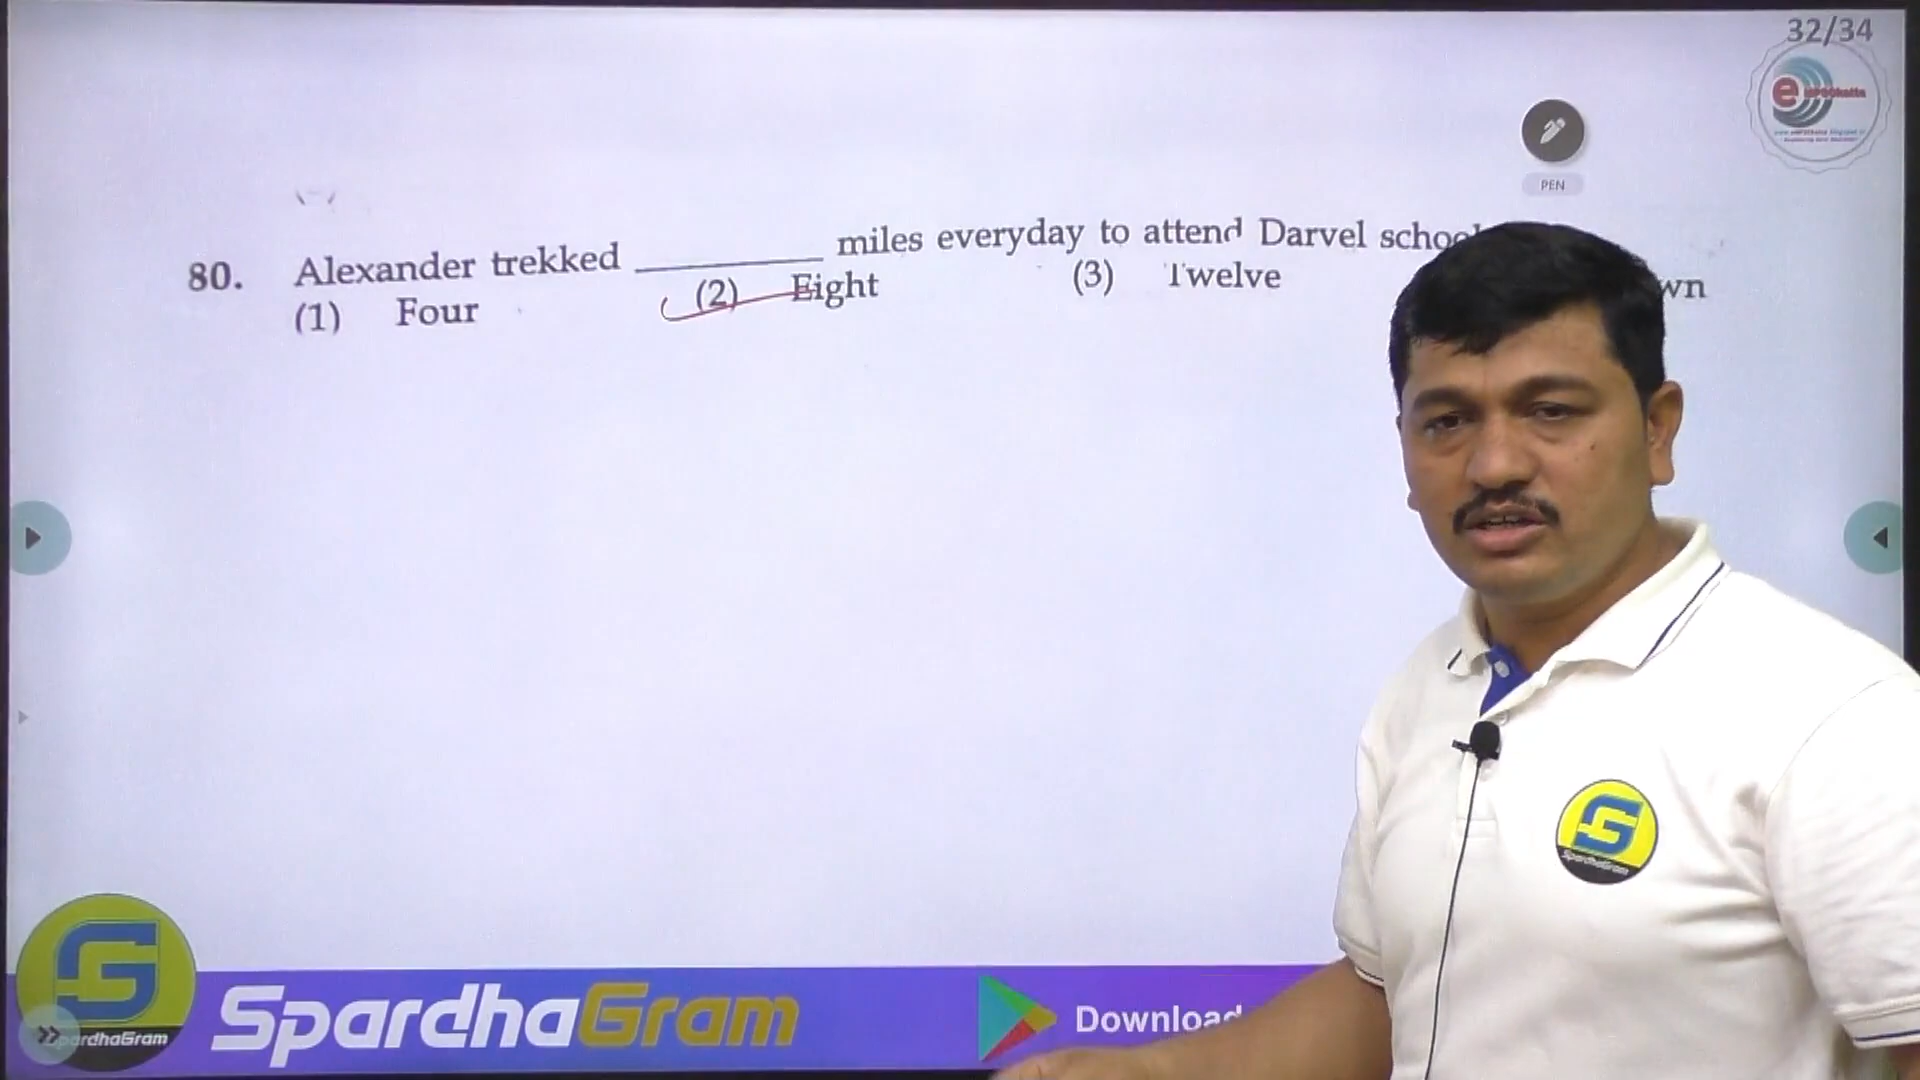 32/34
PEN
80. Alexander trekked ________ miles everyday to attend Darvel school
(1) Four (2) Eight (3) Twelve
SpardhaGram
SpardhaGram
SpardhaGram
Download